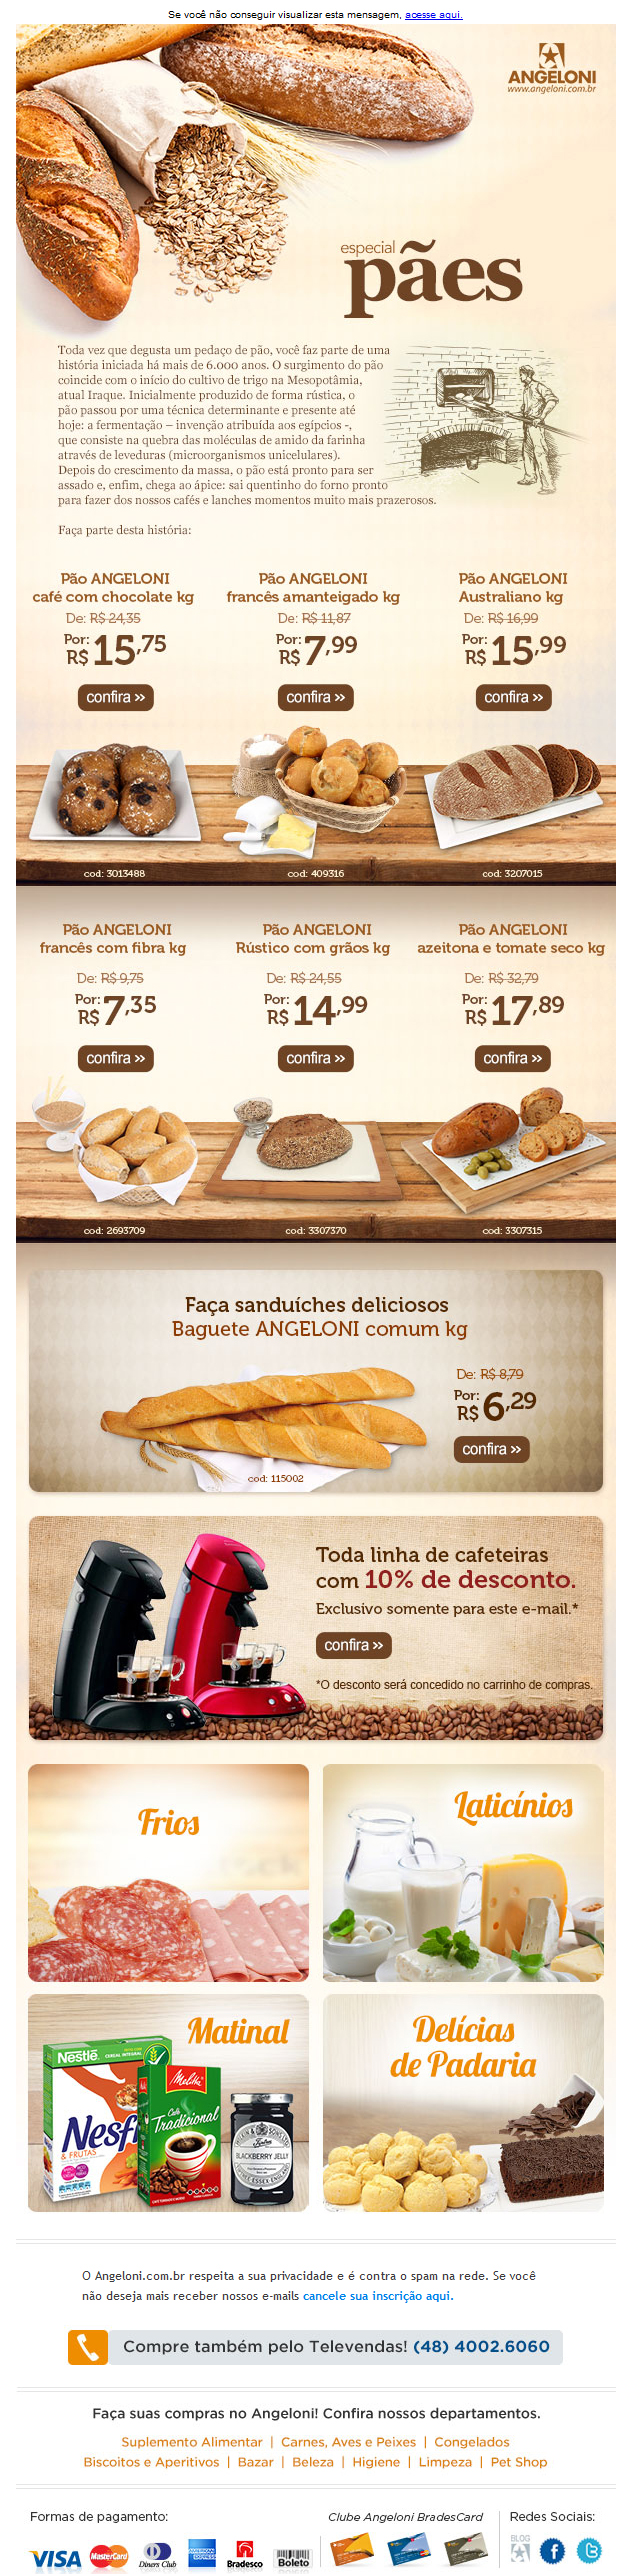 Se você não conseguir visualizar esta mensagem, acesse aqui.
ANGELONI
www.angeloni.com.br
especial
pães
Toda vez que degusta um pedaço de pão, você faz parte de uma
história iniciada há mais de 6.000 anos. O surgimento do pão
coincide com o início do cultivo de trigo na Mesopotâmia,
atual Iraque. Inicialmente produzido de forma rústica, o
pão passou por uma técnica determinante e presente até
hoje: a fermentação – invenção atribuída aos egípcios -,
que consiste na quebra das moléculas de amido da farinha
através de leveduras (microorganismos unicelulares).
Depois do crescimento da massa, o pão está pronto para ser
assado e, enfim, chega ao ápice: sai quentinho do forno pronto
para fazer dos nossos cafés e lanches momentos muito mais prazerosos.
Faça parte desta história:
Pão ANGELONI
café com chocolate kg
De: R$ 24,35
Por:
R$ 15,75
confira »
Pão ANGELONI
francês amanteigado kg
De: R$ 11,87
Por:
R$ 7,99
confira »
Pão ANGELONI
Australiano kg
De: R$ 16,99
Por:
R$ 15,99
confira »
cod: 3013488
cod: 409316
cod: 3207015
Pão ANGELONI
francês com fibra kg
De: R$ 9,75
Por:
R$ 7,35
confira »
Pão ANGELONI
Rústico com grãos kg
De: R$ 24,55
Por:
R$ 14,99
confira »
Pão ANGELONI
azeitona e tomate seco kg
De: R$ 32,79
Por:
R$ 17,89
confira »
cod: 2693709
cod: 3307370
cod: 3307315
Faça sanduíches deliciosos
Baguete ANGELONI comum kg
De: R$ 8,79
Por:
R$ 6,29
confira »
cod: 115002
Toda linha de cafeteiras
com 10% de desconto.
Exclusivo somente para este e-mail.*
confira »
*O desconto será concedido no carrinho de compras.
Frios
Laticínios
Matinal
Nestlé
Nesf
& FRUTAS
Melitta
Café
Tradicional
BLACKBERRY JELLY
Delícias
de Padaria
O Angeloni.com.br respeita a sua privacidade e é contra o spam na rede. Se você
não deseja mais receber nossos e-mails cancele sua inscrição aqui.
Compre também pelo Televendas! (48) 4002.6060
Faça suas compras no Angeloni! Confira nossos departamentos.
Suplemento Alimentar | Carnes, Aves e Peixes | Congelados
Biscoitos e Aperitivos | Bazar | Beleza | Higiene | Limpeza | Pet Shop
Formas de pagamento:
Clube Angeloni BradesCard
Redes Sociais:
VISA
MasterCard
Diners Club
Bradesco
Boleto
BLOG